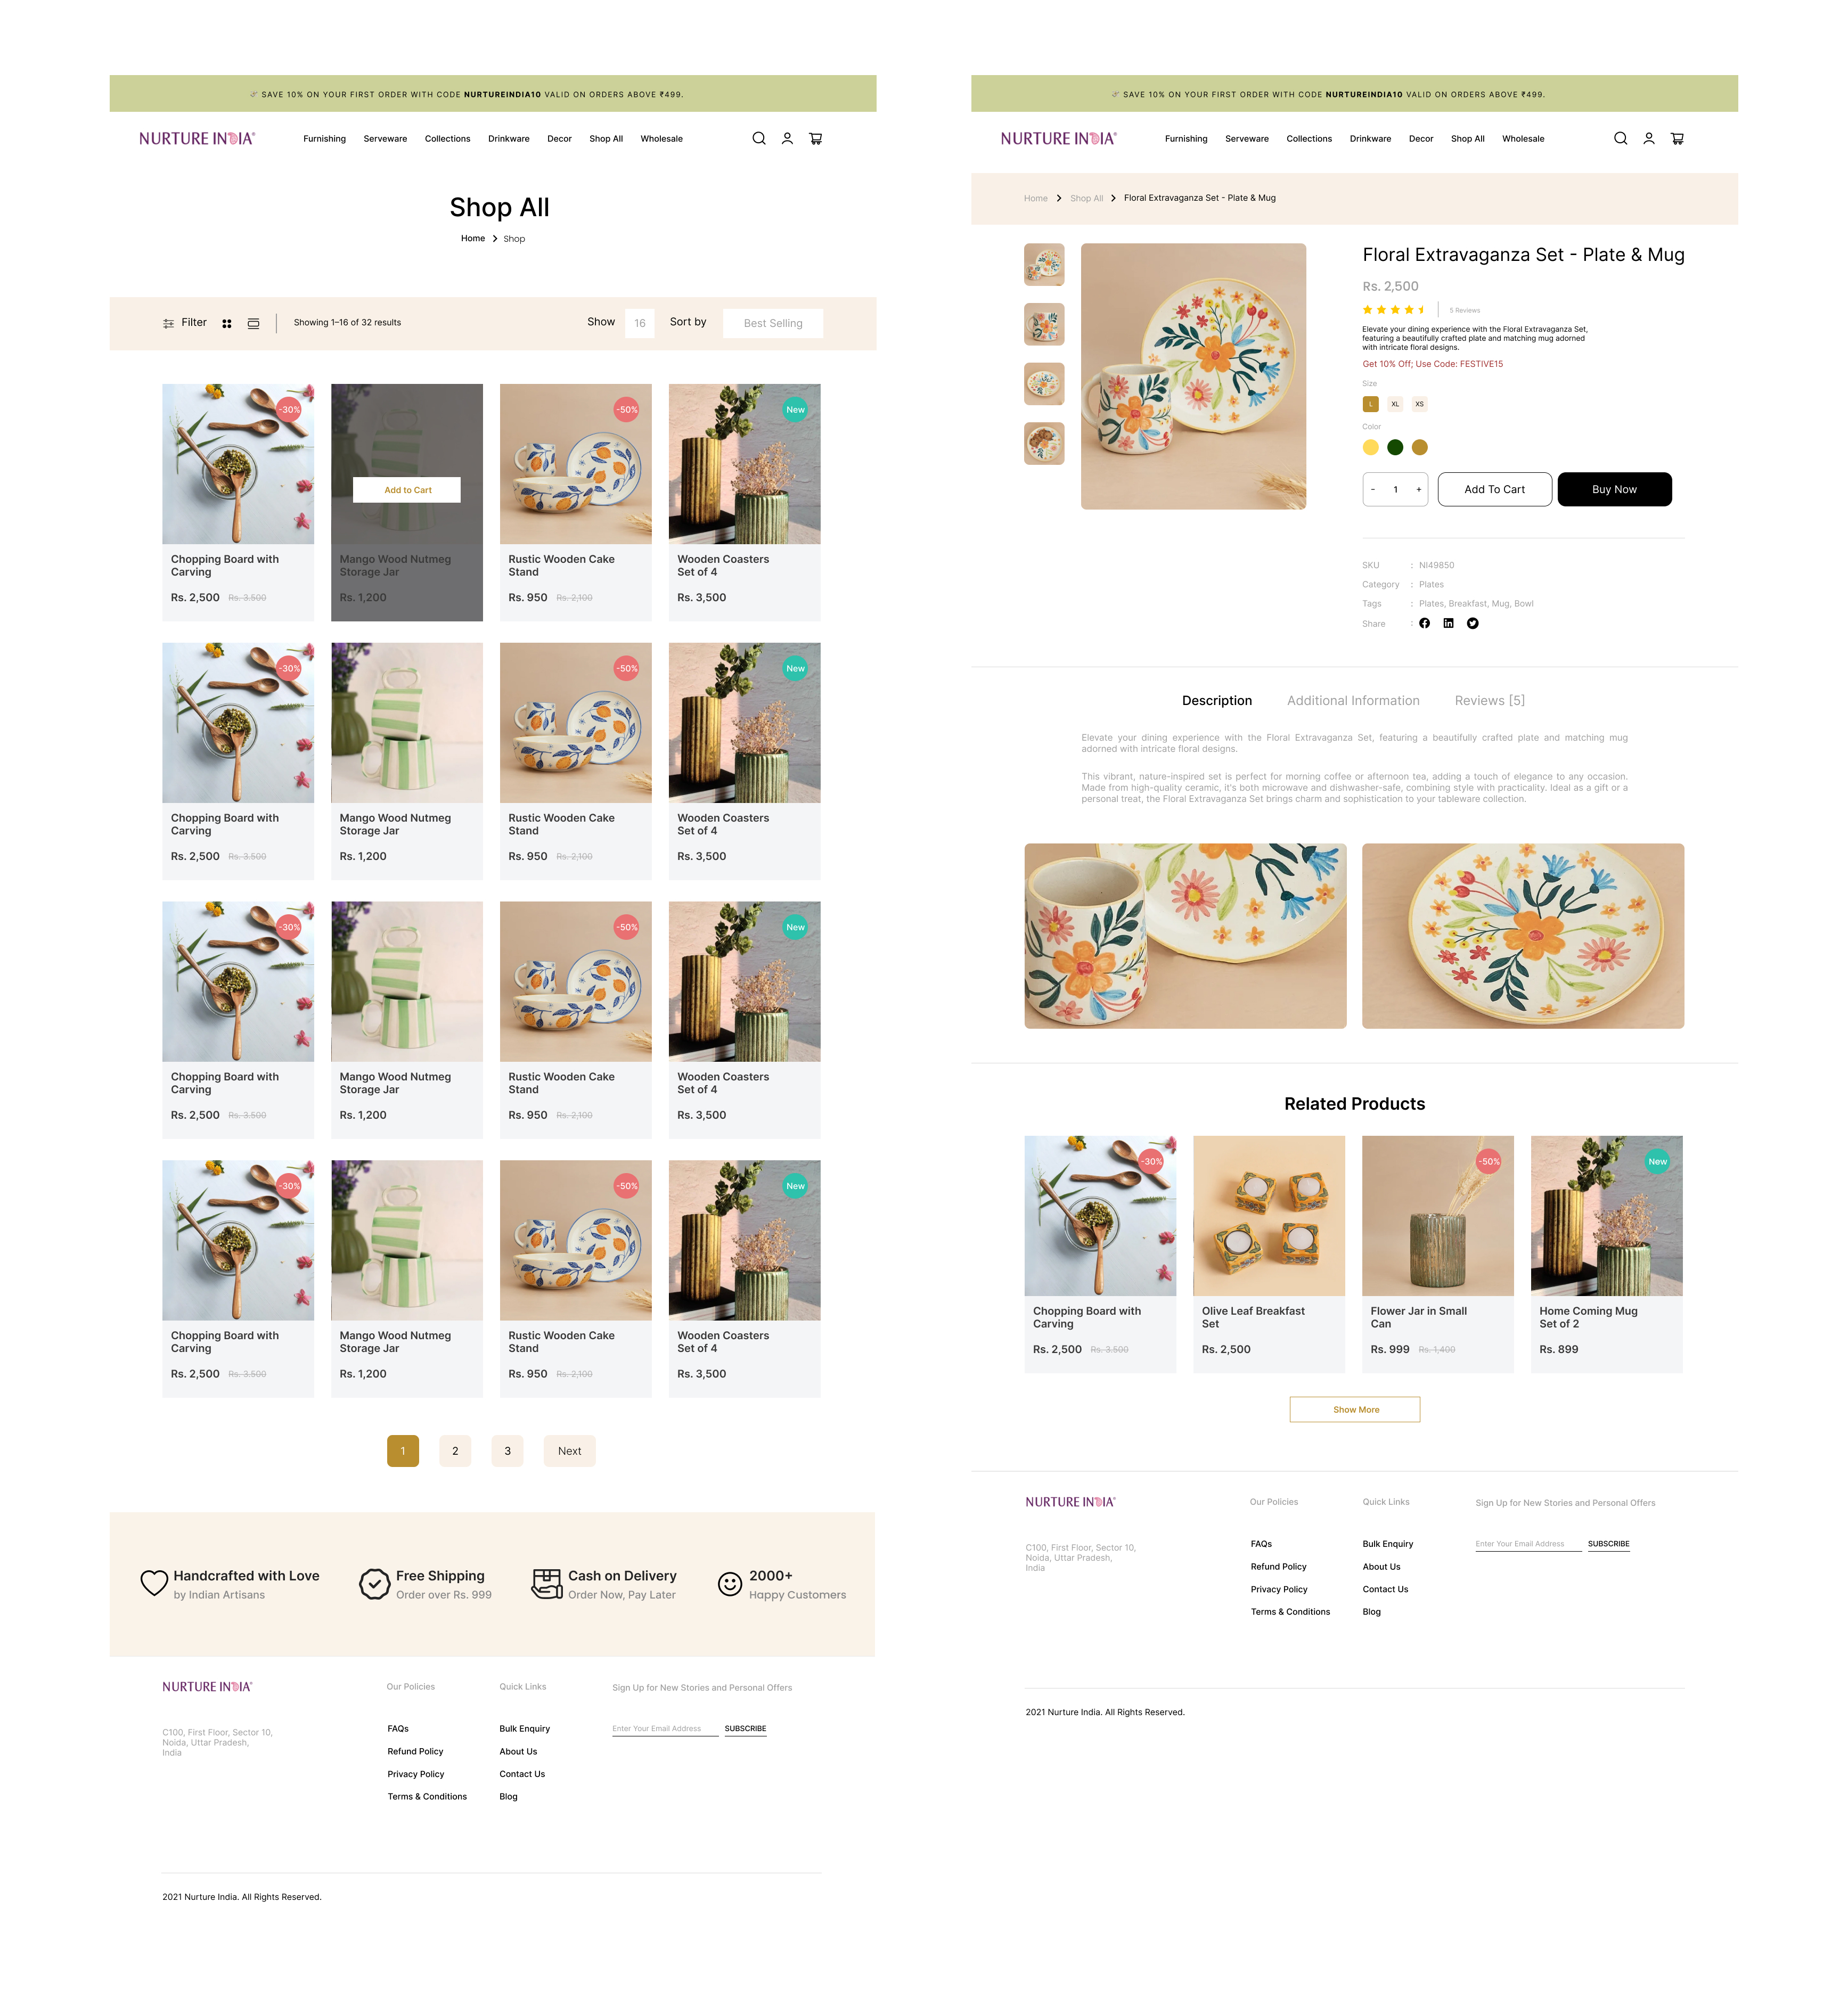 SAVE 10% ON YOUR FIRST ORDER WITH CODE NURTUREINDIA10 VALID ON ORDERS ABOVE ₹499.
NURTURE INDIA®
Furnishing Serveware Collections Drinkware Decor Shop All Wholesale
Shop All
Home > Shop
Filter Showing 1–16 of 32 results Show 16 Sort by Best Selling
-30% -50% New
Add to Cart
Chopping Board with Mango Wood Nutmeg Rustic Wooden Cake Wooden Coasters
Carving Storage Jar Stand Set of 4
Rs. 2,500 Rs. 3.500 Rs. 1,200 Rs. 950 Rs. 2,100 Rs. 3,500
-30% -50% New
Chopping Board with Mango Wood Nutmeg Rustic Wooden Cake Wooden Coasters
Carving Storage Jar Stand Set of 4
Rs. 2,500 Rs. 3.500 Rs. 1,200 Rs. 950 Rs. 2,100 Rs. 3,500
-30% -50% New
Chopping Board with Mango Wood Nutmeg Rustic Wooden Cake Wooden Coasters
Carving Storage Jar Stand Set of 4
Rs. 2,500 Rs. 3.500 Rs. 1,200 Rs. 950 Rs. 2,100 Rs. 3,500
-30% -50% New
Chopping Board with Mango Wood Nutmeg Rustic Wooden Cake Wooden Coasters
Carving Storage Jar Stand Set of 4
Rs. 2,500 Rs. 3.500 Rs. 1,200 Rs. 950 Rs. 2,100 Rs. 3,500
1 2 3 Next
Handcrafted with Love Free Shipping Cash on Delivery 2000+
by Indian Artisans Order over Rs. 999 Order Now, Pay Later Happy Customers
NURTURE INDIA® Our Policies Quick Links Sign Up for New Stories and Personal Offers
C100, First Floor, Sector 10,
Noida, Uttar Pradesh,
India
FAQs
Refund Policy
Privacy Policy
Terms & Conditions
Bulk Enquiry
About Us
Contact Us
Blog
Enter Your Email Address SUBSCRIBE
2021 Nurture India. All Rights Reserved.
SAVE 10% ON YOUR FIRST ORDER WITH CODE NURTUREINDIA10 VALID ON ORDERS ABOVE ₹499.
NURTURE INDIA®
Furnishing Serveware Collections Drinkware Decor Shop All Wholesale
Home > Shop All > Floral Extravaganza Set - Plate & Mug
Floral Extravaganza Set - Plate & Mug
Rs. 2,500
5 Reviews
Elevate your dining experience with the Floral Extravaganza Set,
featuring a beautifully crafted plate and matching mug adorned
with intricate floral designs.
Get 10% Off; Use Code: FESTIVE15
Size
L XL XS
Color
- 1 + Add To Cart Buy Now
SKU : NI49850
Category : Plates
Tags : Plates, Breakfast, Mug, Bowl
Share :
Description Additional Information Reviews [5]
Elevate your dining experience with the Floral Extravaganza Set, featuring a beautifully crafted plate and matching mug
adorned with intricate floral designs.
This vibrant, nature-inspired set is perfect for morning coffee or afternoon tea, adding a touch of elegance to any occasion.
Made from high-quality ceramic, it's both microwave and dishwasher-safe, combining style with practicality. Ideal as a gift or a
personal treat, the Floral Extravaganza Set brings charm and sophistication to your tableware collection.
Related Products
-30% -50% New
Chopping Board with Olive Leaf Breakfast Flower Jar in Small Home Coming Mug
Carving Set Can Set of 2
Rs. 2,500 Rs. 3.500 Rs. 2,500 Rs. 999 Rs. 1,400 Rs. 899
Show More
NURTURE INDIA® Our Policies Quick Links Sign Up for New Stories and Personal Offers
C100, First Floor, Sector 10,
Noida, Uttar Pradesh,
India
FAQs
Refund Policy
Privacy Policy
Terms & Conditions
Bulk Enquiry
About Us
Contact Us
Blog
Enter Your Email Address SUBSCRIBE
2021 Nurture India. All Rights Reserved.